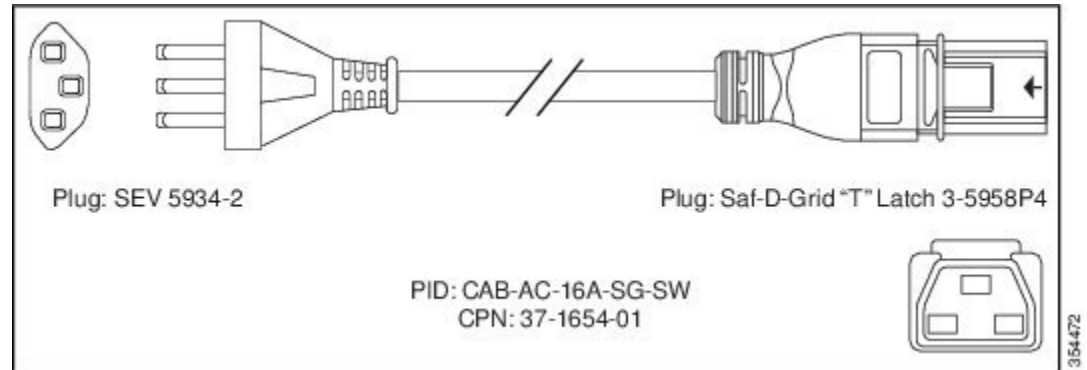 Plug: SEV 5934-2
Plug: Saf-D-Grid “T” Latch 3-5958P4
PID: CAB-AC-16A-SG-SW
CPN: 37-1654-01
354472